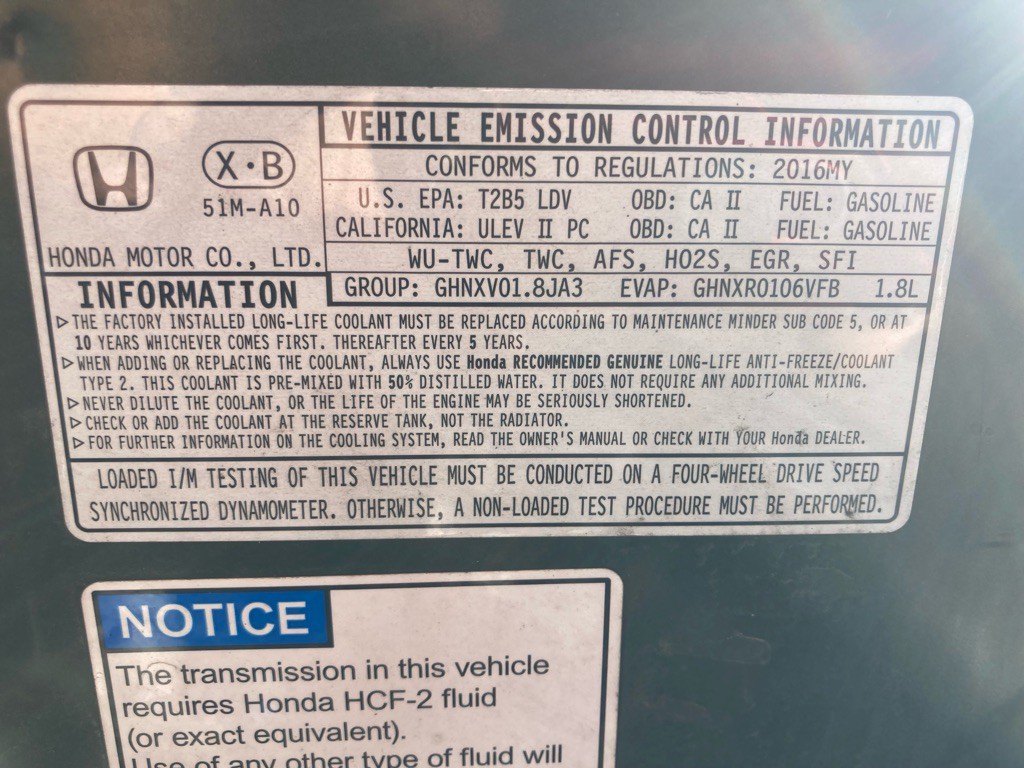 VEHICLE EMISSION CONTROL INFORMATION
X·B
51M-A10
HONDA MOTOR CO., LTD.
CONFORMS TO REGULATIONS: 2016MY
U.S. EPA: T2B5 LDV OBD: CA II FUEL: GASOLINE
CALIFORNIA: ULEV II PC OBD: CA II FUEL: GASOLINE
WU-TWC, TWC, AFS, HO2S, EGR, SFI
GROUP: GHNXV01.8JA3 EVAP: GHNXR0106VFB 1.8L
INFORMATION
▷THE FACTORY INSTALLED LONG-LIFE COOLANT MUST BE REPLACED ACCORDING TO MAINTENANCE MINDER SUB CODE 5, OR AT
10 YEARS WHICHEVER COMES FIRST. THEREAFTER EVERY 5 YEARS.
▷WHEN ADDING OR REPLACING THE COOLANT, ALWAYS USE Honda RECOMMENDED GENUINE LONG-LIFE ANTI-FREEZE/COOLANT
TYPE 2. THIS COOLANT IS PRE-MIXED WITH 50% DISTILLED WATER. IT DOES NOT REQUIRE ANY ADDITIONAL MIXING.
▷NEVER DILUTE THE COOLANT, OR THE LIFE OF THE ENGINE MAY BE SERIOUSLY SHORTENED.
▷CHECK OR ADD THE COOLANT AT THE RESERVE TANK, NOT THE RADIATOR.
▷FOR FURTHER INFORMATION ON THE COOLING SYSTEM, READ THE OWNER'S MANUAL OR CHECK WITH YOUR Honda DEALER.
LOADED I/M TESTING OF THIS VEHICLE MUST BE CONDUCTED ON A FOUR-WHEEL DRIVE SPEED
SYNCHRONIZED DYNAMOMETER. OTHERWISE, A NON-LOADED TEST PROCEDURE MUST BE PERFORMED.
NOTICE
The transmission in this vehicle
requires Honda HCF-2 fluid
(or exact equivalent).
Use of any other type of fluid will